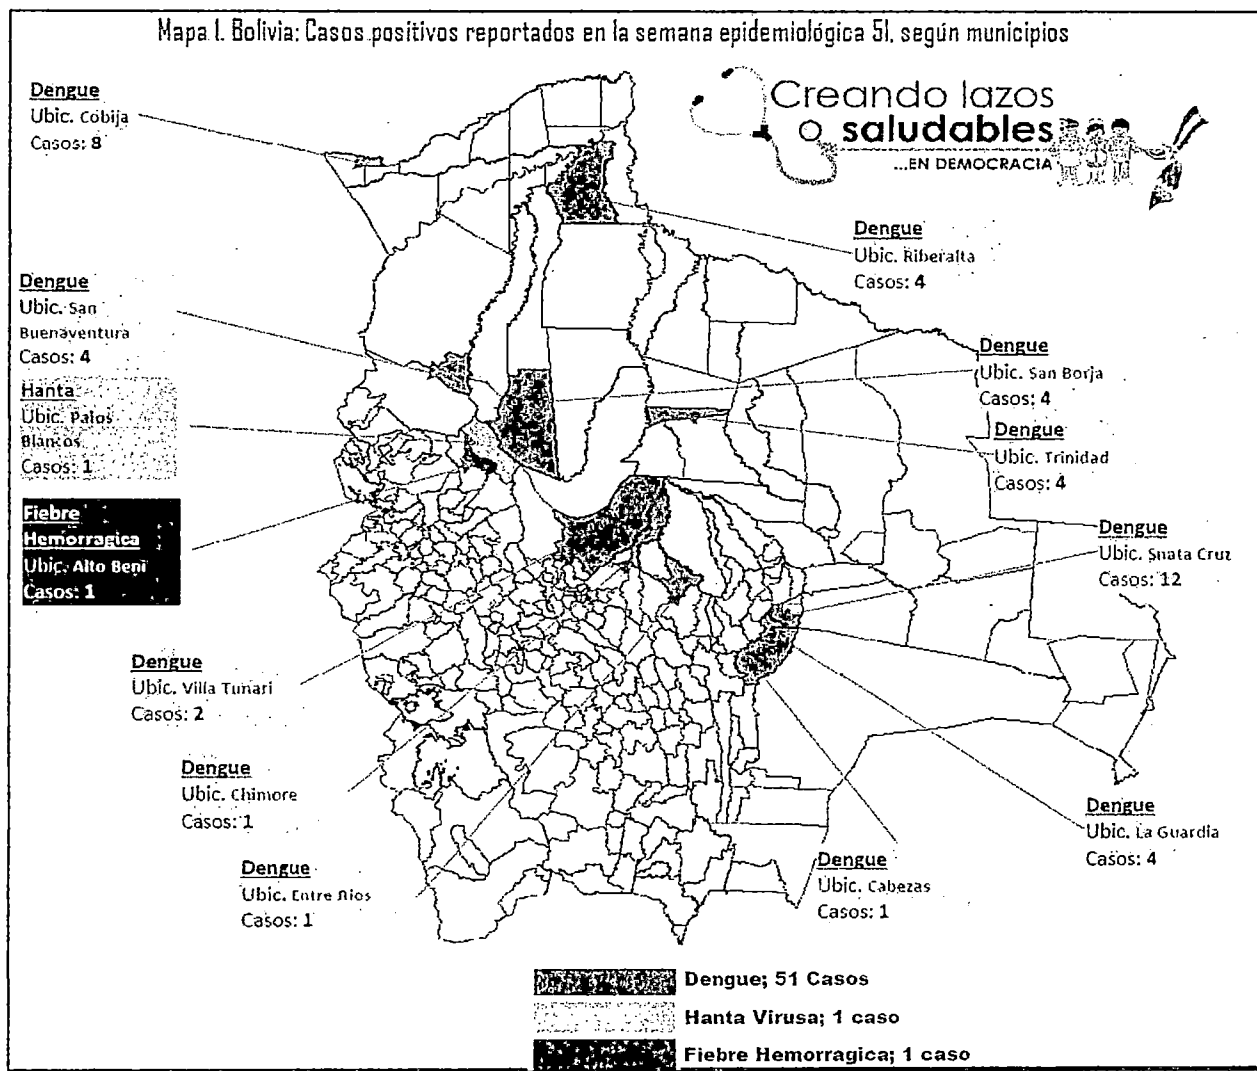 Mapa 1. Bolivia: Casos positivos reportados en la semana epidemiológica 51, según municipios
Creando lazos
saludables
...EN DEMOCRACIA
Dengue
Ubic. Cobija
Casos: 8
Dengue
Ubic. Riberalta
Casos: 4
Dengue
Ubic. San
Buenaventura
Casos: 4
Hanta
Ubic. Palos
Blancos
Casos: 1
Fiebre
Hemorragica
Ubic. Alto Beni
Casos: 1
Dengue
Ubic. San Borja
Casos: 4
Dengue
Ubic. Trinidad
Casos: 4
Dengue
Ubic. Snata Cruz
Casos: 12
Dengue
Ubic. Villa Tunari
Casos: 2
Dengue
Ubic. Chimore
Casos: 1
Dengue
Ubic. Entre Rios
Casos: 1
Dengue
Ubic. Cabezas
Casos: 1
Dengue
Ubic. La Guardia
Casos: 4
Dengue; 51 Casos
Hanta Virusa; 1 caso
Fiebre Hemorragica; 1 caso